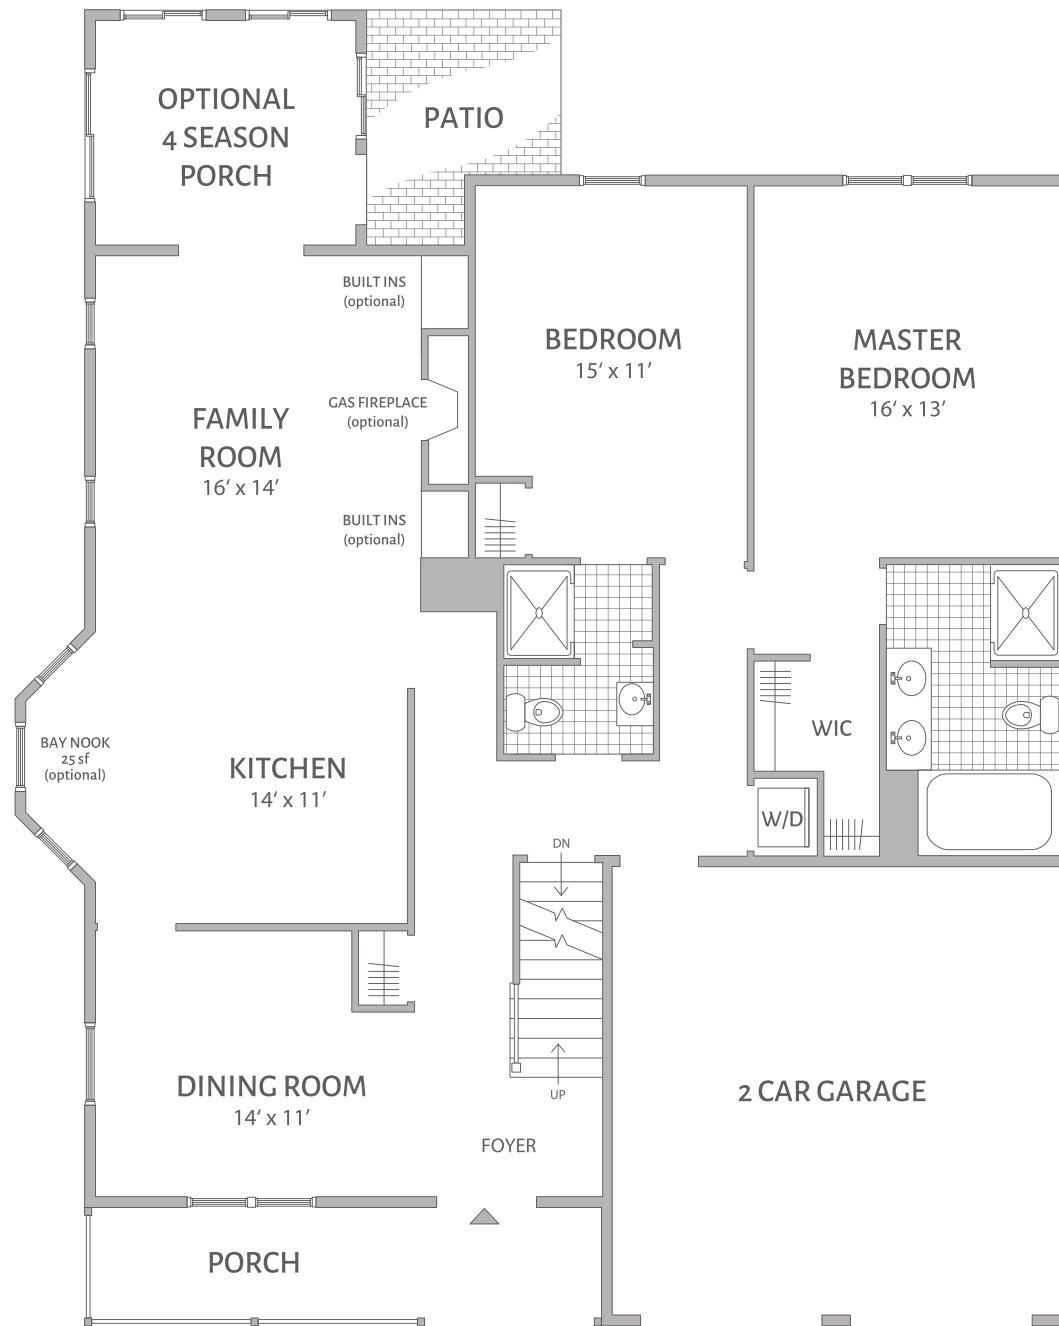 OPTIONAL
4 SEASON
PORCH
PATIO
BUILT INS
(optional)
BEDROOM
15‘ x 11’
MASTER
BEDROOM
16‘ x 13’
GAS FIREPLACE
(optional)
FAMILY
ROOM
16‘ x 14’
BUILT INS
(optional)
BAY NOOK
25 sf
(optional)
KITCHEN
14‘ x 11’
WIC
W/D
DN
DINING ROOM
14‘ x 11’
UP
FOYER
2 CAR GARAGE
PORCH